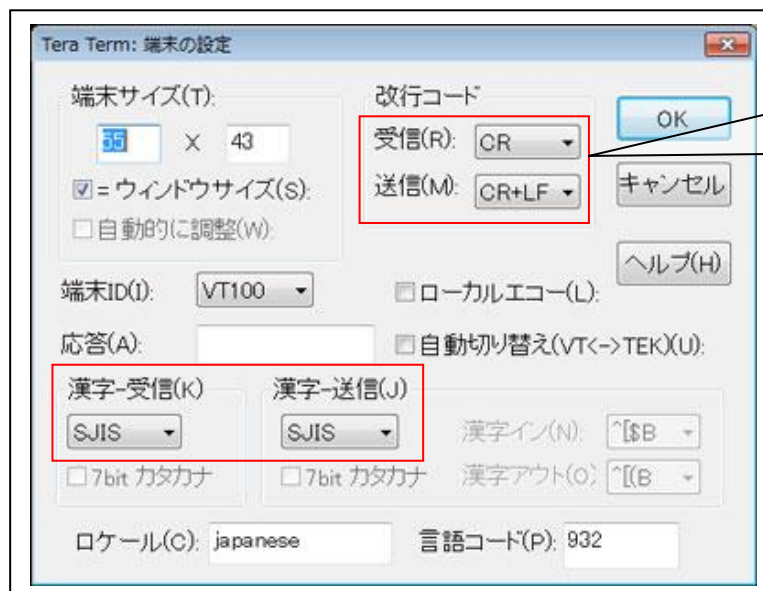 Tera Term: 端末の設定
端末サイズ(T):
55 X 43
= ウィンドウサイズ(S):
自動的に調整(W):
改行コード
受信(R): CR
送信(M): CR+LF
OK
キャンセル
ヘルプ(H)
端末ID(I): VT100
ローカルエコー(L):
応答(A):
自動切り替え(VT<->TEK)(U):
漢字-受信(K)
SJIS
7bit カタカナ
漢字-送信(J)
SJIS
7bit カタカナ
漢字イン(N): ^[$B
漢字アウト(O): ^[(B
ロケール(C): japanese
言語コード(P): 932